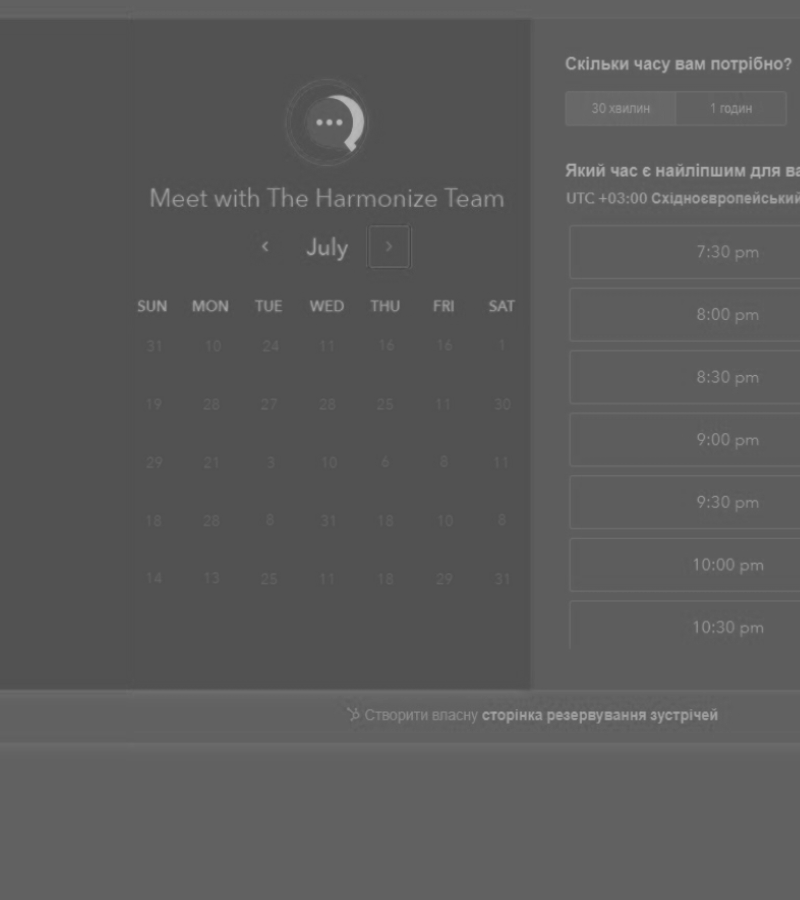 Meet with The Harmonize Team
July
SUN MON TUE WED THU FRI SAT
31 10 24 11 16 16 1
19 28 27 28 25 11 30
29 21 3 10 6 8 11
18 28 8 31 18 10 8
14 13 25 11 18 29 31
Скільки часу вам потрібно?
30 хвилин 1 годин
Який час є найліпшим для ва
UTC +03:00 Східноєвропейський
7:30 pm
8:00 pm
8:30 pm
9:00 pm
9:30 pm
10:00 pm
10:30 pm
Створити власну сторінка резервування зустрічей